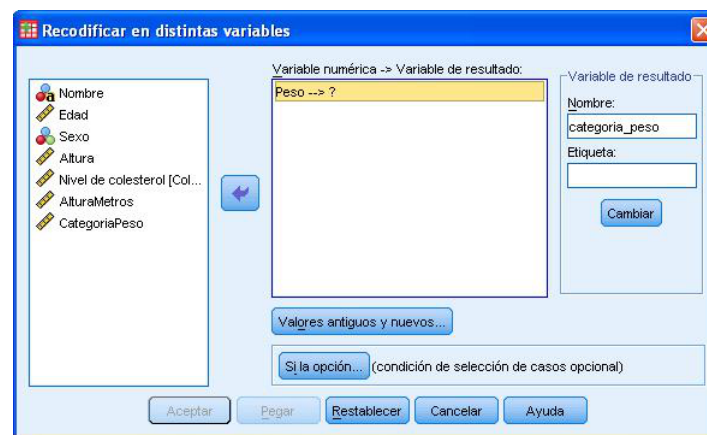 Recodificar en distintas variables
Nombre
Edad
Sexo
Altura
Nivel de colesterol [Col...
AlturaMetros
CategoriaPeso
Variable numérica -> Variable de resultado:
Peso --> ?
Variable de resultado
Nombre:
categoria_peso
Etiqueta:
Cambiar
Valores antiguos y nuevos...
Si la opción... (condición de selección de casos opcional)
Aceptar Pegar Restablecer Cancelar Ayuda